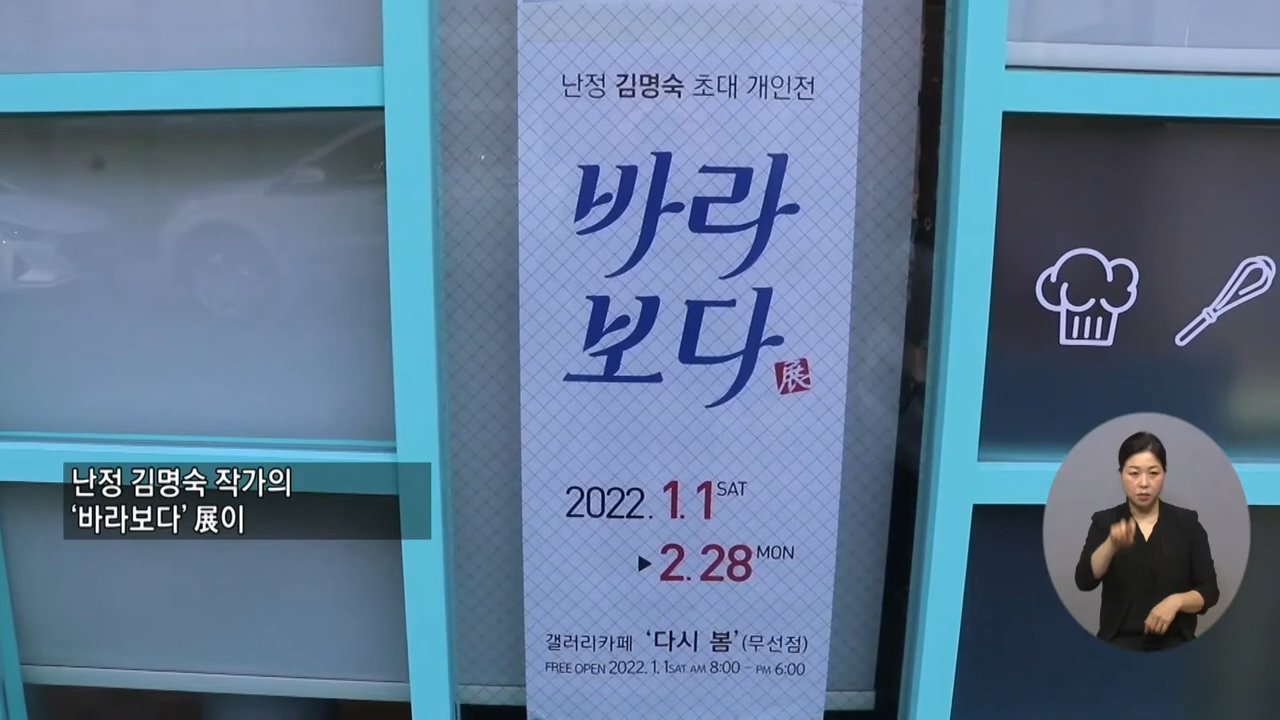 난정 김명숙 초대 개인전
바라
보다 展
2022. 1. 1 SAT
▶2. 28 MON
갤러리카페 ‘다시 봄’(무선점)
FREE OPEN 2022. 1. 1 SAT AM 8:00 - PM 6:00
난정 김명숙 작가의
‘바라보다’ 展이